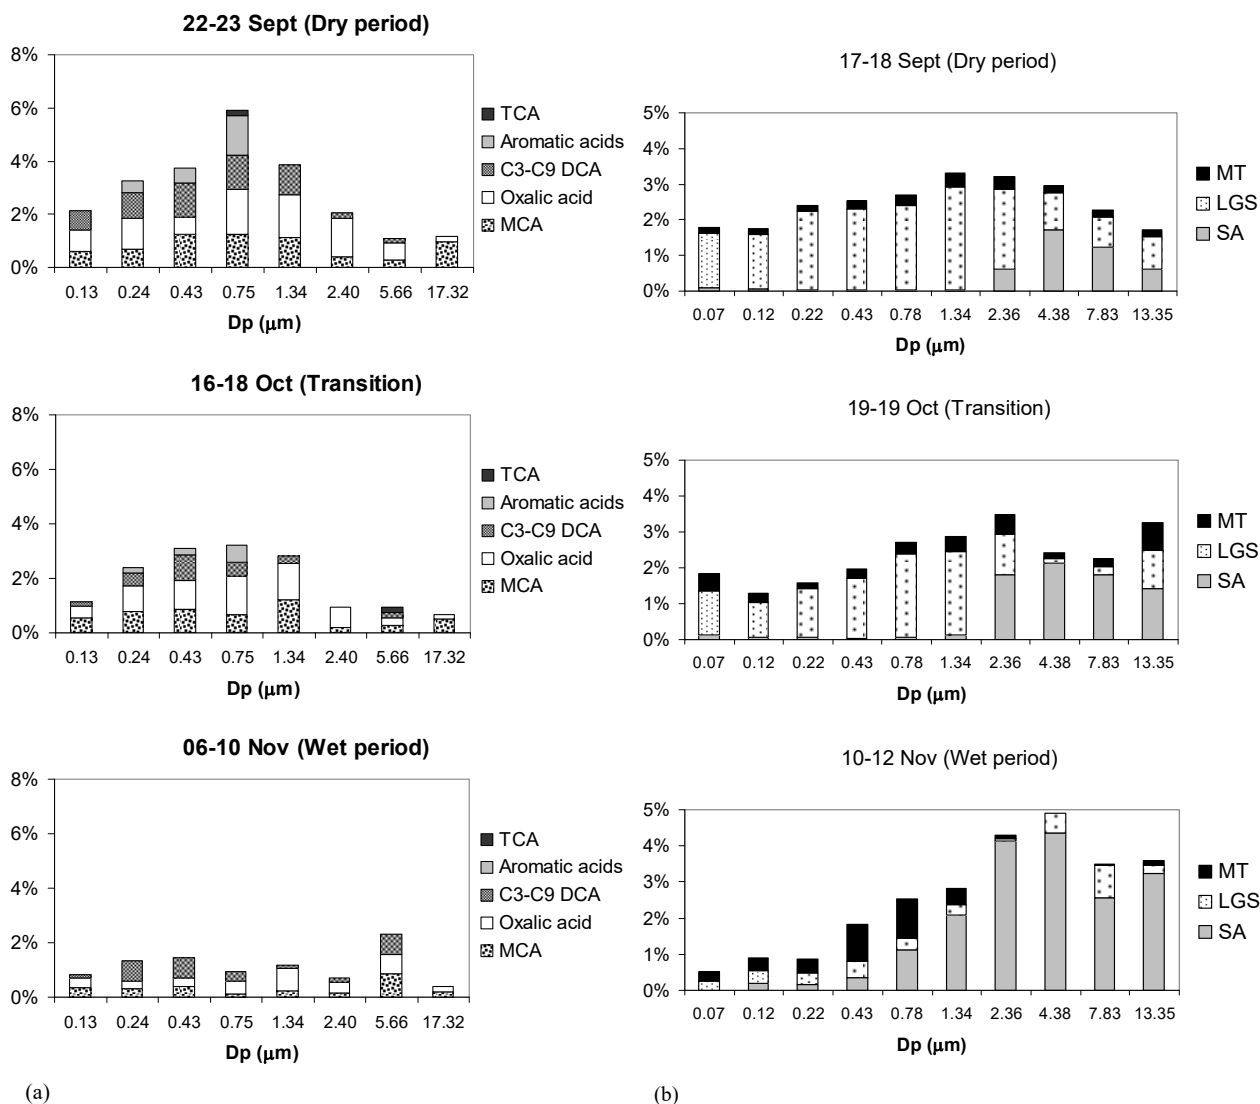 22-23 Sept (Dry period)
8%
6%
4%
2%
0%
0.13 0.24 0.43 0.75 1.34 2.40 5.66 17.32
Dp (μm)
TCA
Aromatic acids
C3-C9 DCA
Oxalic acid
MCA
16-18 Oct (Transition)
8%
6%
4%
2%
0%
0.13 0.24 0.43 0.75 1.34 2.40 5.66 17.32
Dp (μm)
TCA
Aromatic acids
C3-C9 DCA
Oxalic acid
MCA
06-10 Nov (Wet period)
8%
6%
4%
2%
0%
0.13 0.24 0.43 0.75 1.34 2.40 5.66 17.32
Dp (μm)
TCA
Aromatic acids
C3-C9 DCA
Oxalic acid
MCA
(a)
17-18 Sept (Dry period)
5%
4%
3%
2%
1%
0%
0.07 0.12 0.22 0.43 0.78 1.34 2.36 4.38 7.83 13.35
Dp (μm)
MT
LGS
SA
19-19 Oct (Transition)
5%
4%
3%
2%
1%
0%
0.07 0.12 0.22 0.43 0.78 1.34 2.36 4.38 7.83 13.35
Dp (μm)
MT
LGS
SA
10-12 Nov (Wet period)
5%
4%
3%
2%
1%
0%
0.07 0.12 0.22 0.43 0.78 1.34 2.36 4.38 7.83 13.35
Dp (μm)
MT
LGS
SA
(b)